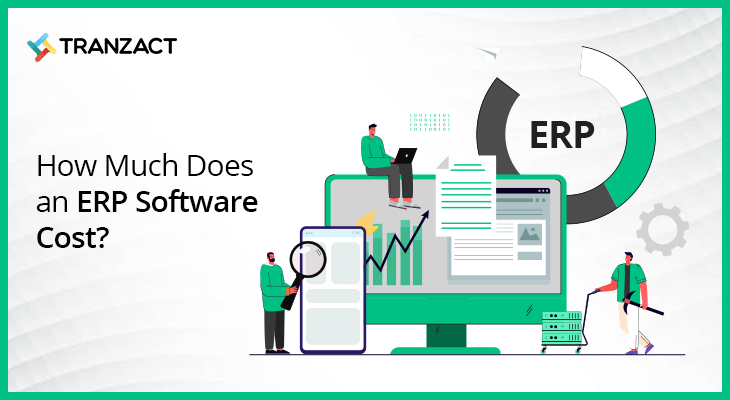 TRANZACT
How Much Does
an ERP Software
Cost?
ERP